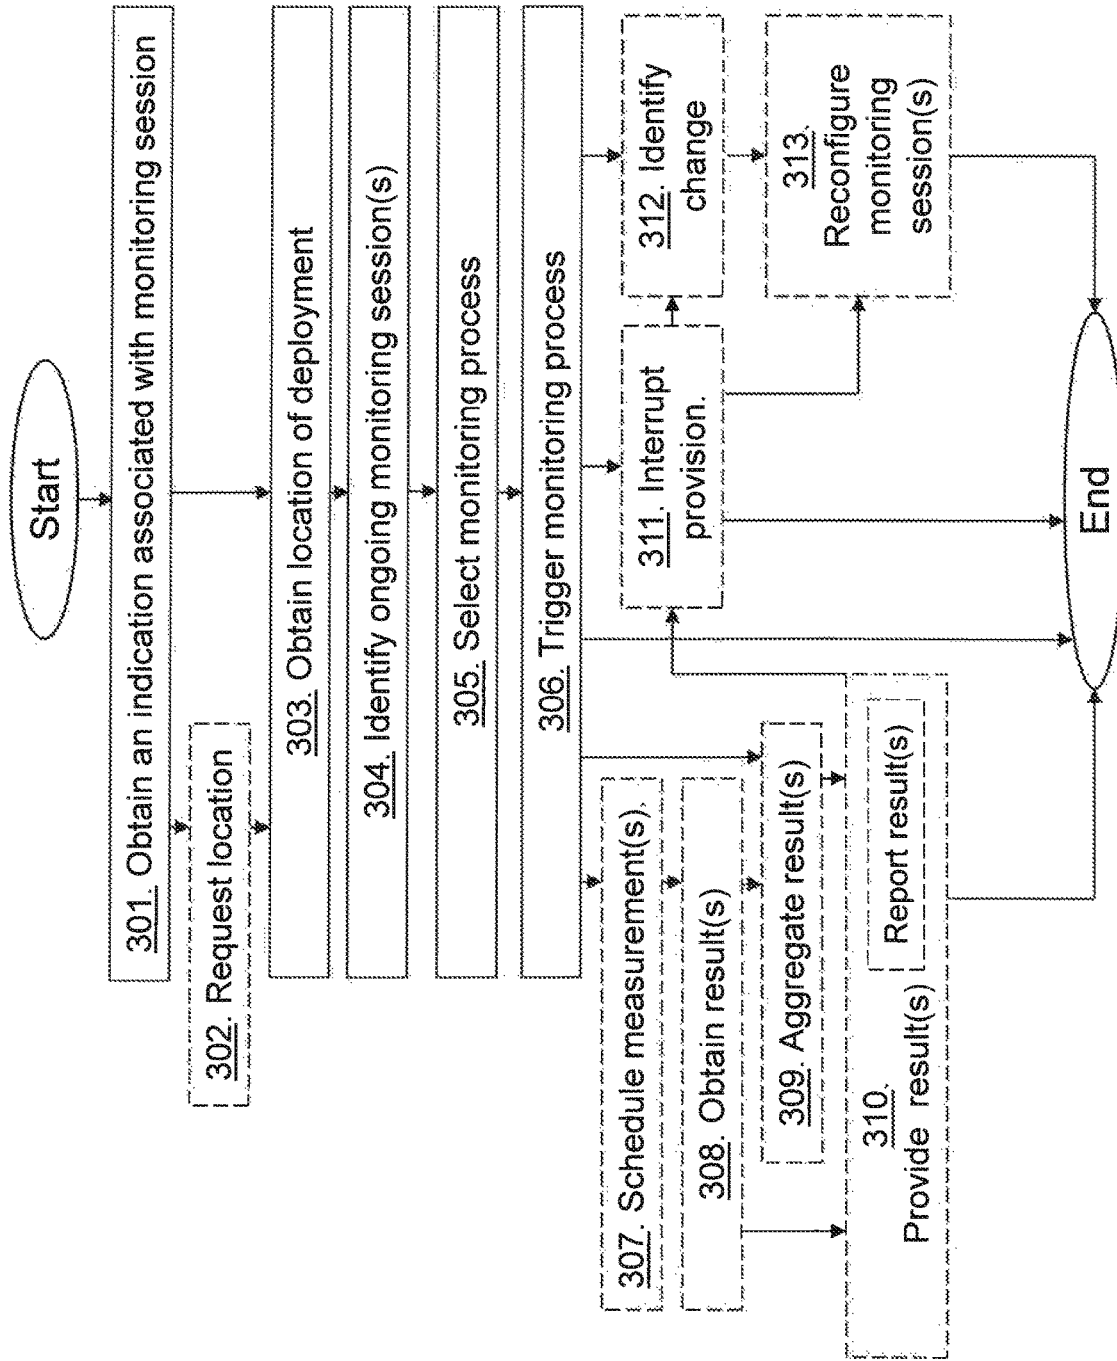 Start
301. Obtain an indication associated with monitoring session
302. Request location
303. Obtain location of deployment
304. Identify ongoing monitoring session(s)
305. Select monitoring process
306. Trigger monitoring process
307. Schedule measurement(s).
308. Obtain result(s)
309. Aggregate result(s)
310.
Provide result(s)
Report result(s)
311. Interrupt
provision.
312. Identify
change
313.
Reconfigure
monitoring
session(s)
End